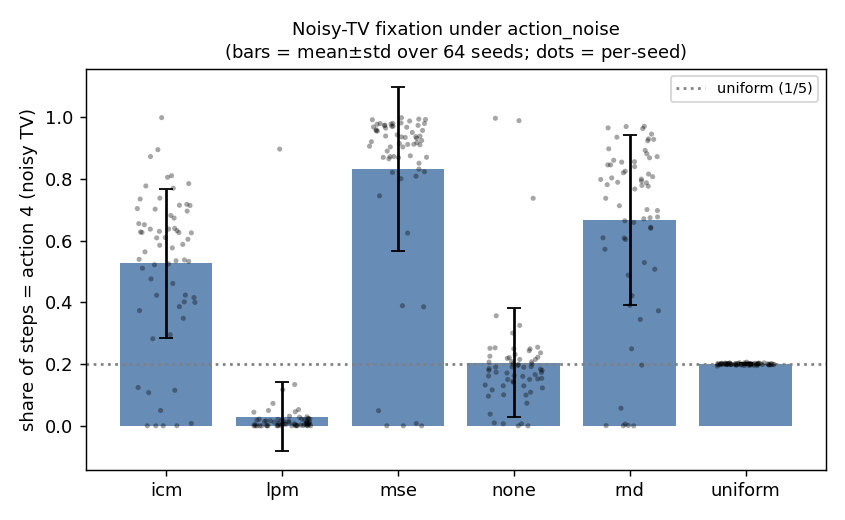 Noisy-TV fixation under action_noise
(bars = mean±std over 64 seeds; dots = per-seed)
uniform (1/5)
share of steps = action 4 (noisy TV)
1.0
0.8
0.6
0.4
0.2
0.0
icm
lpm
mse
none
rnd
uniform